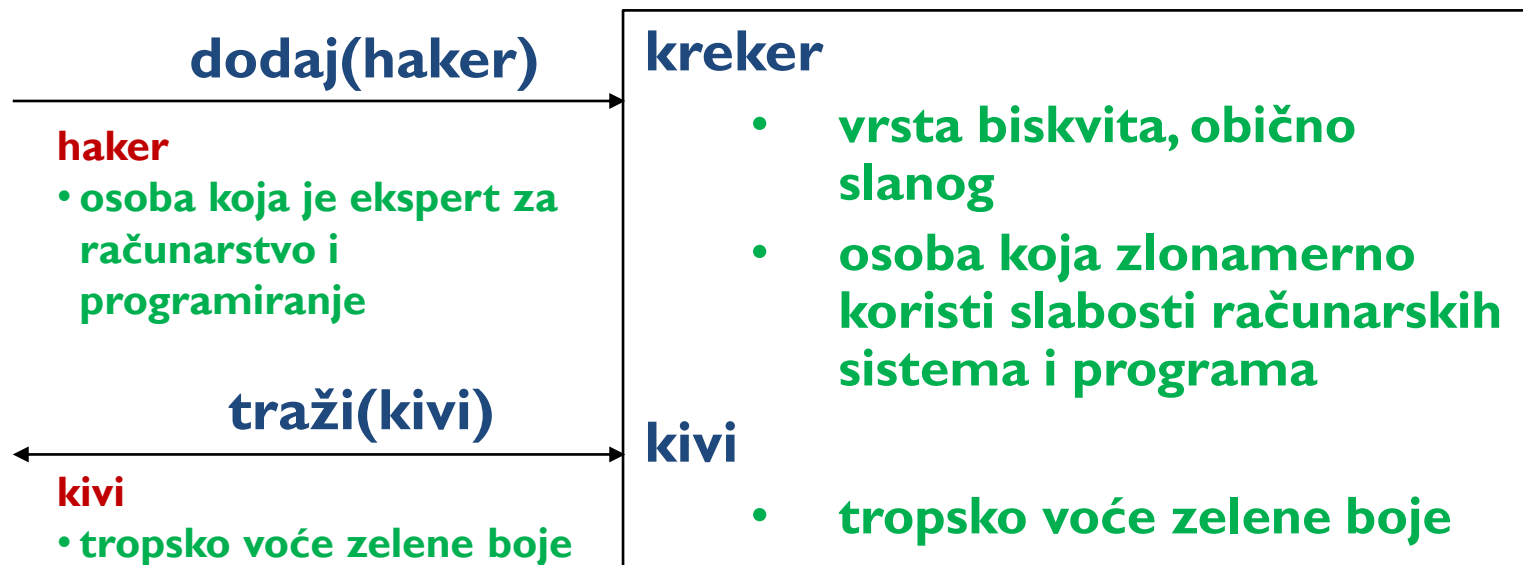 dodaj(haker)
haker
• osoba koja je ekspert za
računarstvo i
programiranje
traži(kivi)
kivi
• tropsko voće zelene boje
kreker
• vrsta biskvita, obično
slanog
• osoba koja zlonamerno
koristi slabosti računarskih
sistema i programa
kivi
• tropsko voće zelene boje